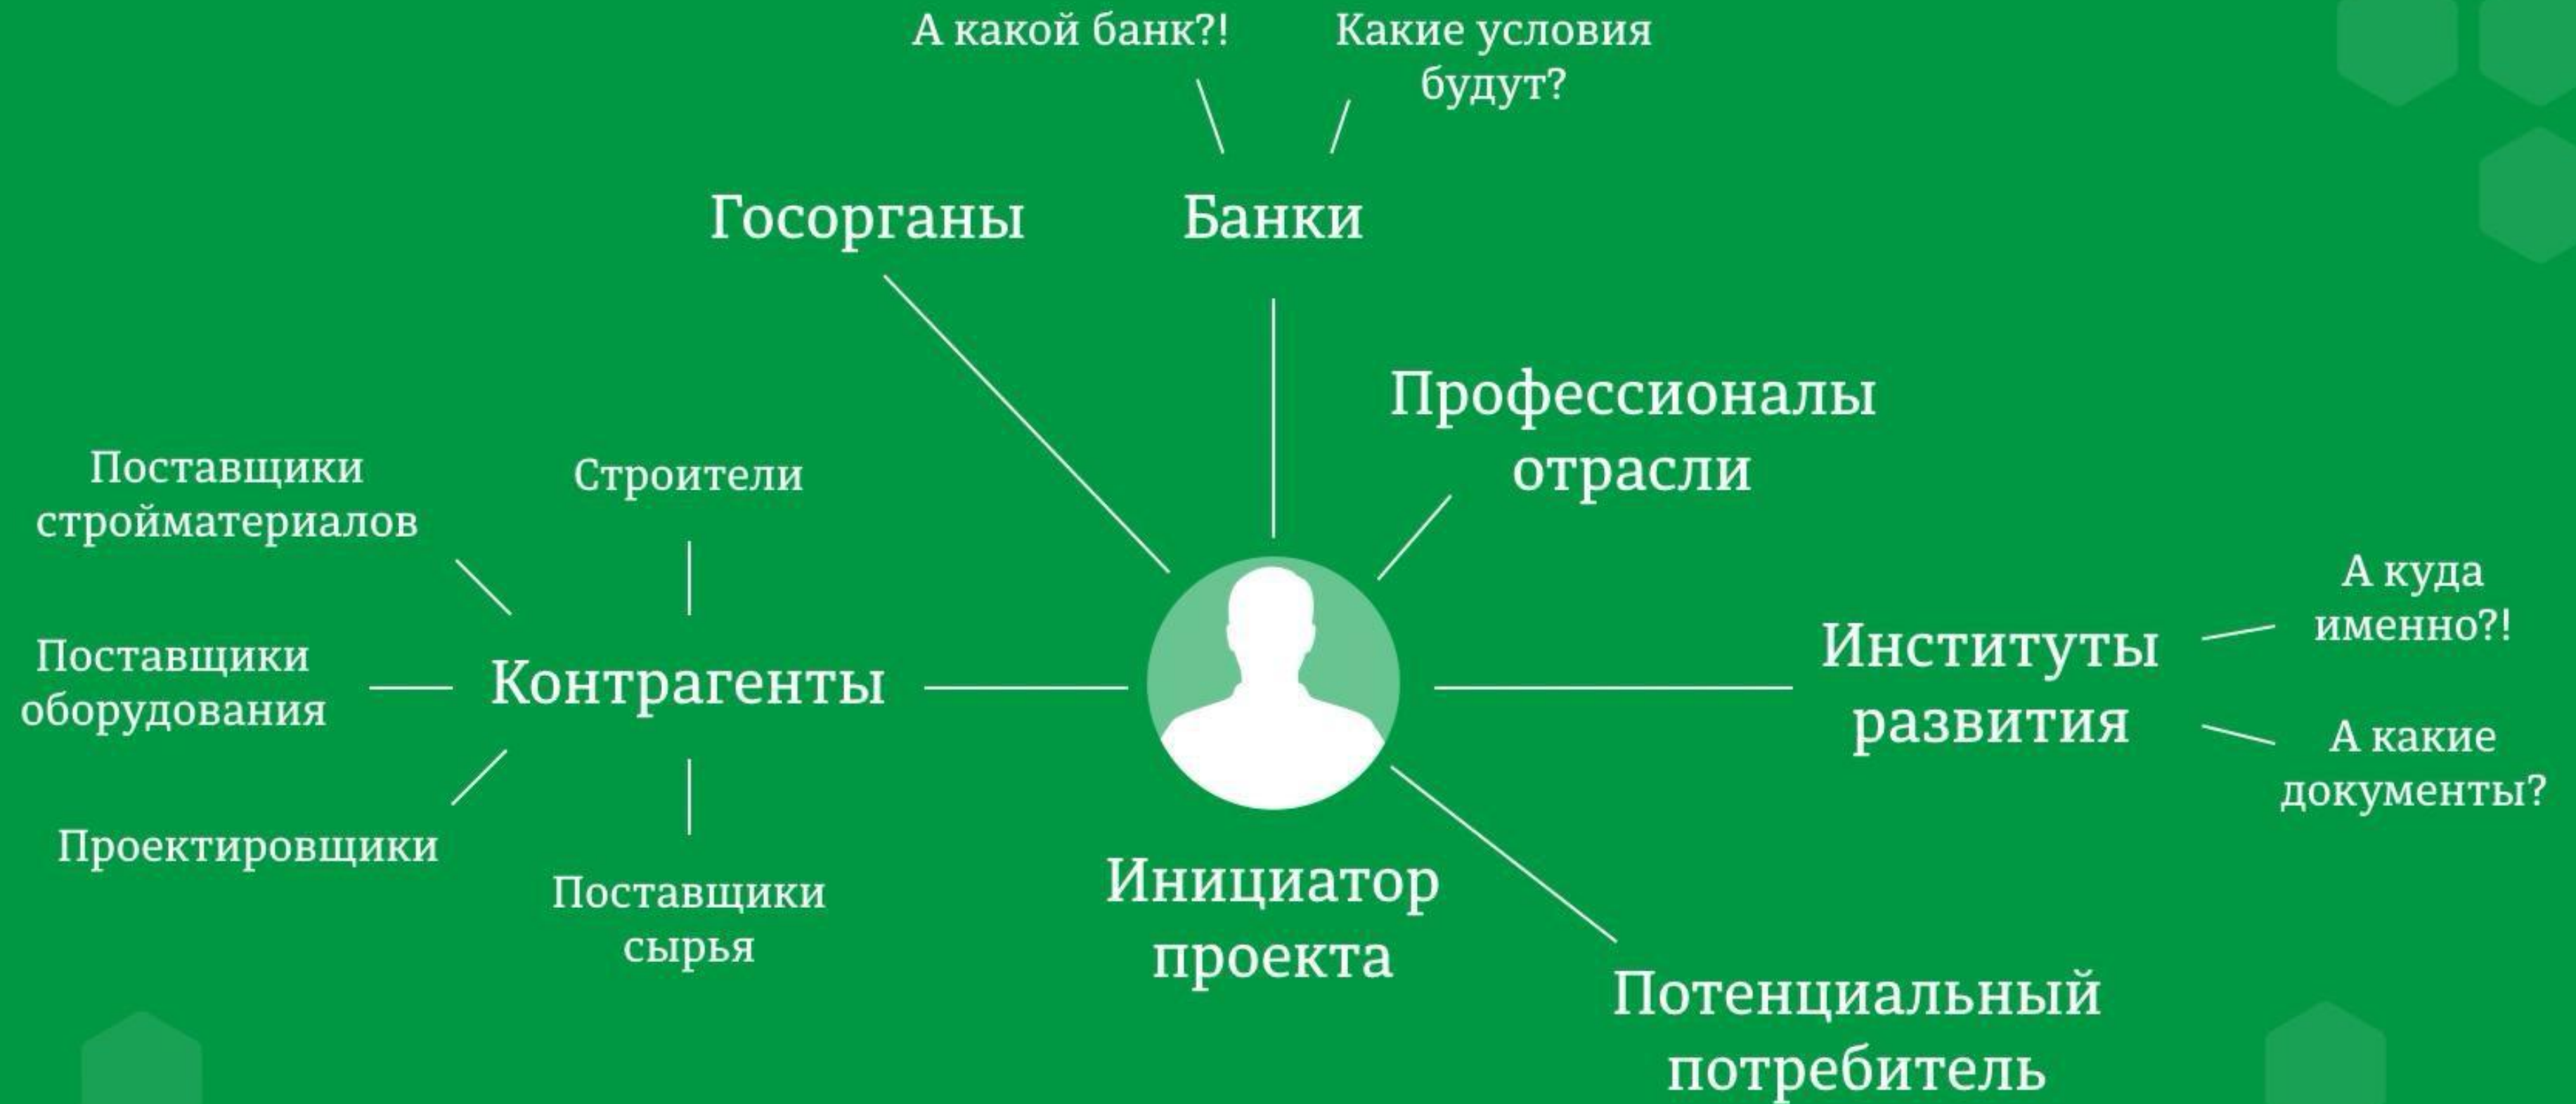 А какой банк?!
Какие условия
будут?
Госорганы
Банки
Профессионалы
отрасли
Поставщики
стройматериалов
Строители
Поставщики
оборудования
Контрагенты
Проектировщики
Поставщики
сырья
Инициатор
проекта
Институты
развития
А куда
именно?!
А какие
документы?
Потенциальный
потребитель